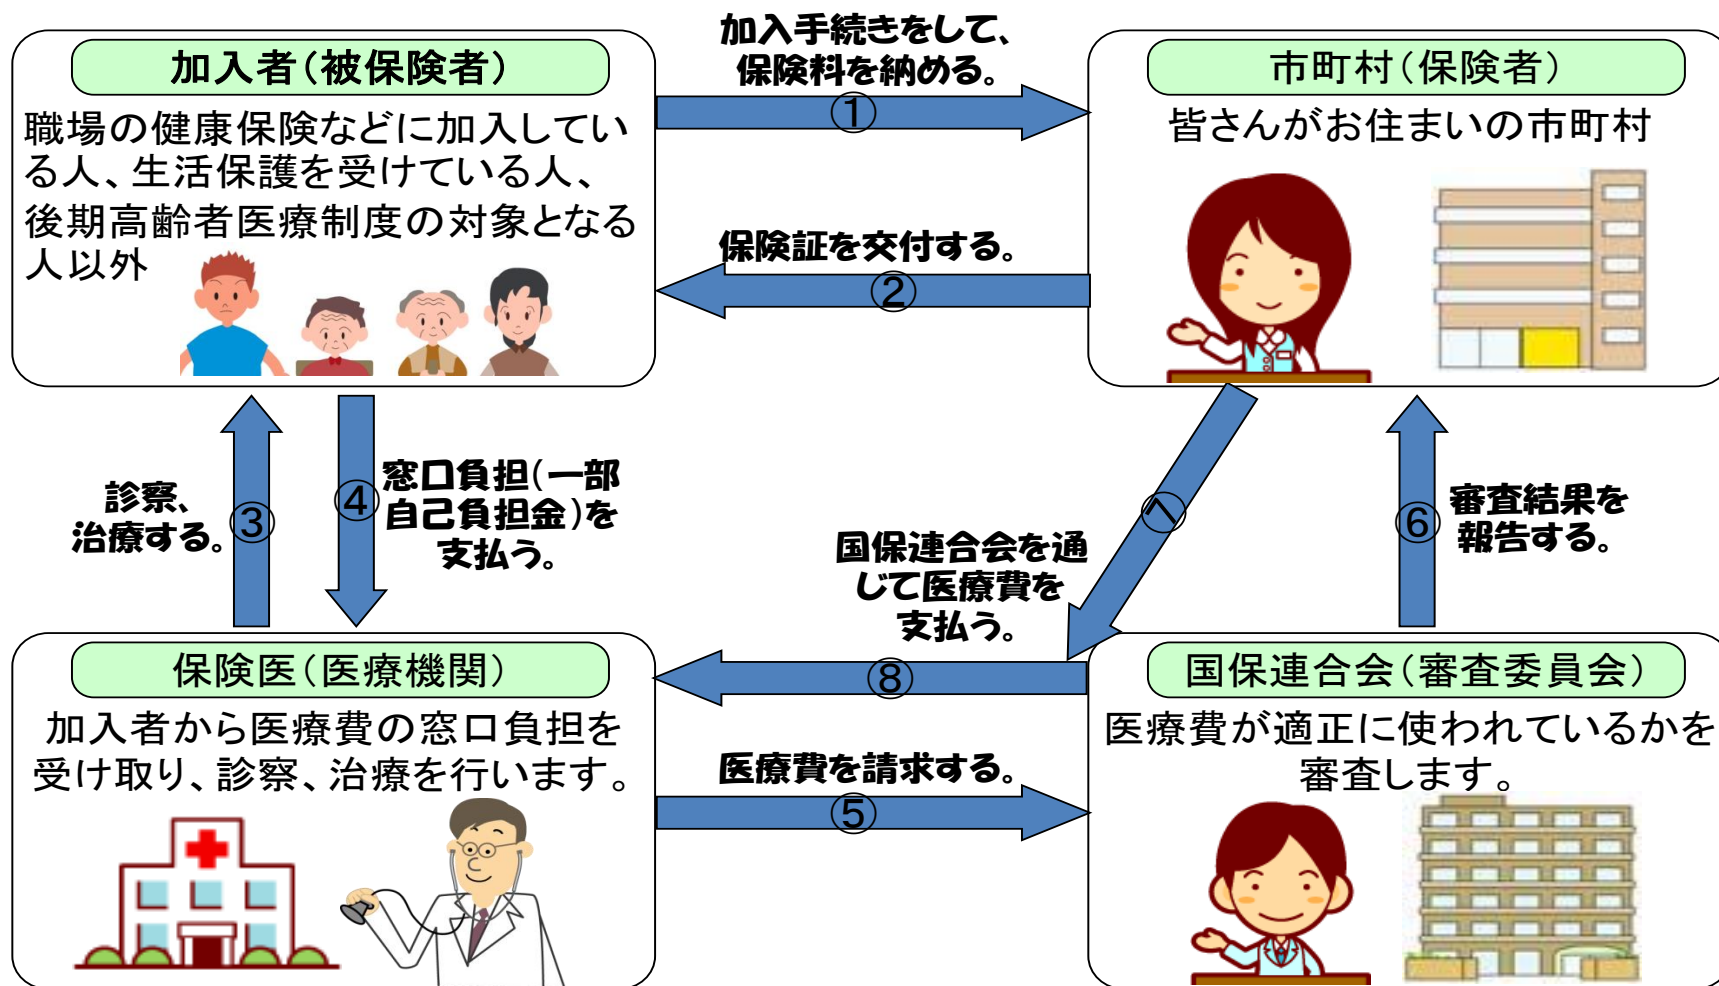 加入手続きをして、
保険料を納める。
①
加入者(被保険者)
職場の健康保険などに加入してい
る人、生活保護を受けている人、
後期高齢者医療制度の対象となる
人以外
市町村(保険者)
皆さんがお住まいの市町村
保険証を交付する。
②
診察、
治療する。
③
④
窓口負担(一部
自己負担金)を
支払う。
⑦
国保連合会を通
じて医療費を
支払う。
⑥
審査結果を
報告する。
⑧
保険医(医療機関)
加入者から医療費の窓口負担を
受け取り、診察、治療を行います。
医療費を請求する。
⑤
国保連合会(審査委員会)
医療費が適正に使われているかを
審査します。